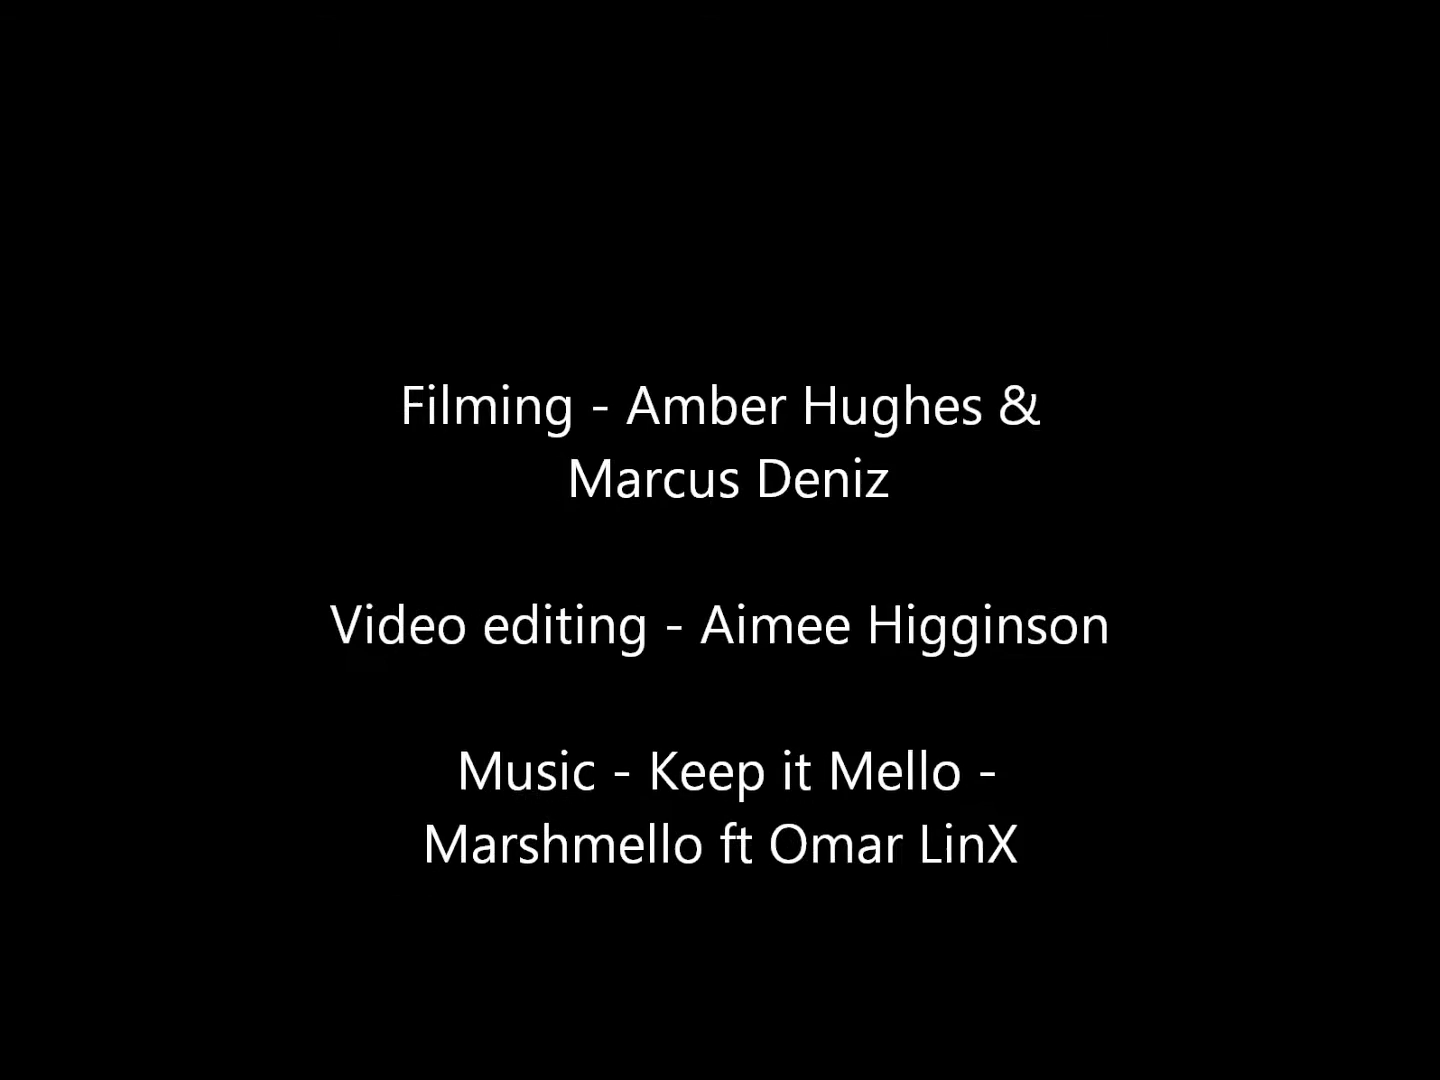 Filming - Amber Hughes &
Marcus Deniz
Video editing - Aimee Higginson
Music - Keep it Mello -
Marshmello ft Omar LinX